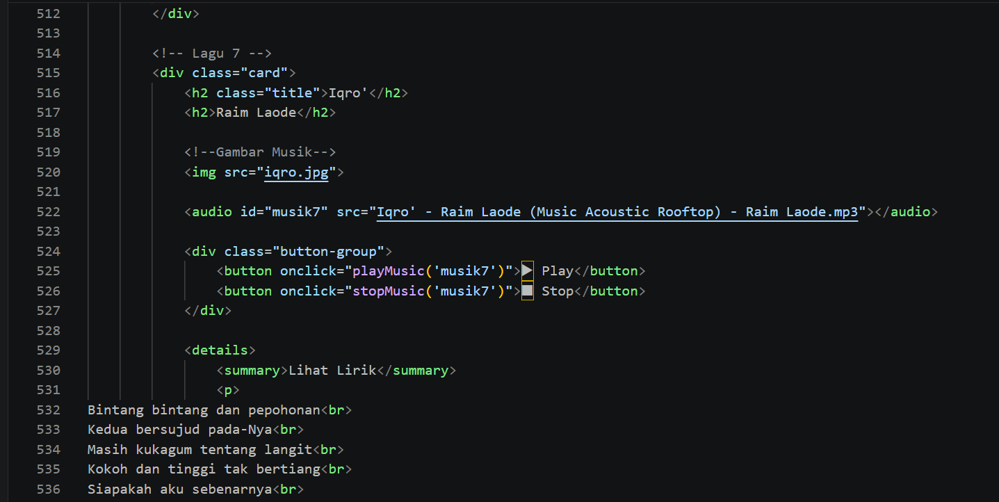 512 </div>
513
514 <!-- Lagu 7 -->
515 <div class="card">
516 <h2 class="title">Iqro'</h2>
517 <h2>Raim Laode</h2>
518
519 <!--Gambar Musik-->
520 <img src="iqro.jpg">
521
522 <audio id="musik7" src="Iqro' - Raim Laode (Music Acoustic Rooftop) - Raim Laode.mp3"></audio>
523
524 <div class="button-group">
525 <button onclick="playMusic('musik7')">▶ Play</button>
526 <button onclick="stopMusic('musik7')">■ Stop</button>
527 </div>
528
529 <details>
530 <summary>Lihat Lirik</summary>
531 <p>
532 Bintang bintang dan pepohonan<br>
533 Kedua bersujud pada-Nya<br>
534 Masih kukagum tentang langit<br>
535 Kokoh dan tinggi tak bertiang<br>
536 Siapakah aku sebenarnya<br>